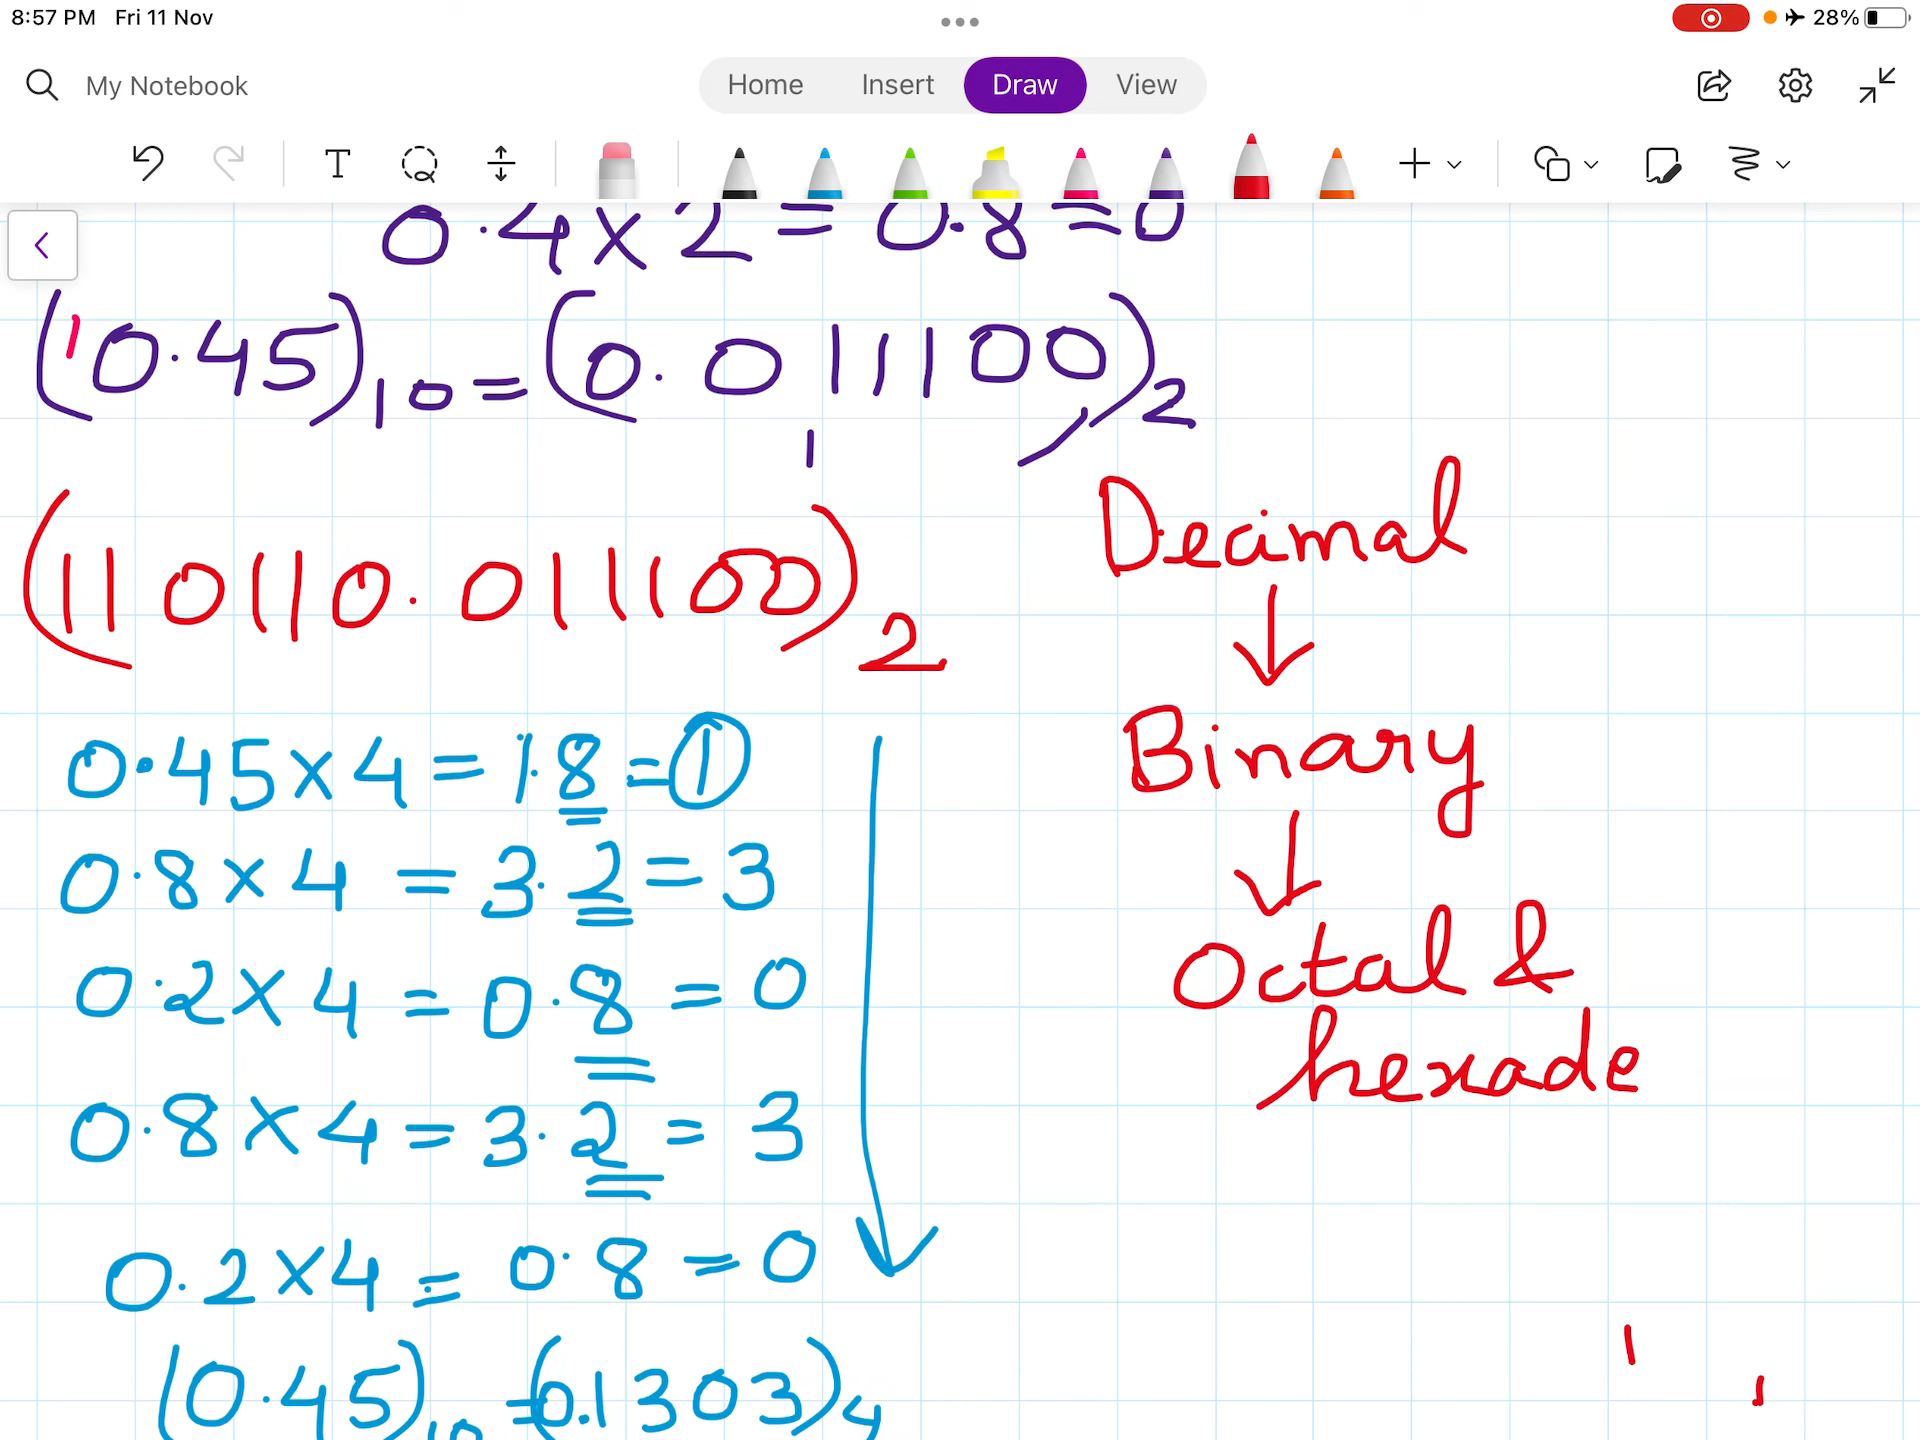 8:57 PM Fri 11 Nov
28%
My Notebook
Home Insert Draw View
T
0.4 × 2 = 0.8 = 0
(10.45)10 = (0.011100)2
(110110.011100)2
Decimal
Binary
Octal &
hexade
0.45 × 4 = 1.8 = 1
0.8 × 4 = 3.2 = 3
0.2 × 4 = 0.8 = 0
0.8 × 4 = 3.2 = 3
0.2 × 4 = 0.8 = 0
(0.45)10 = (0.1303)4